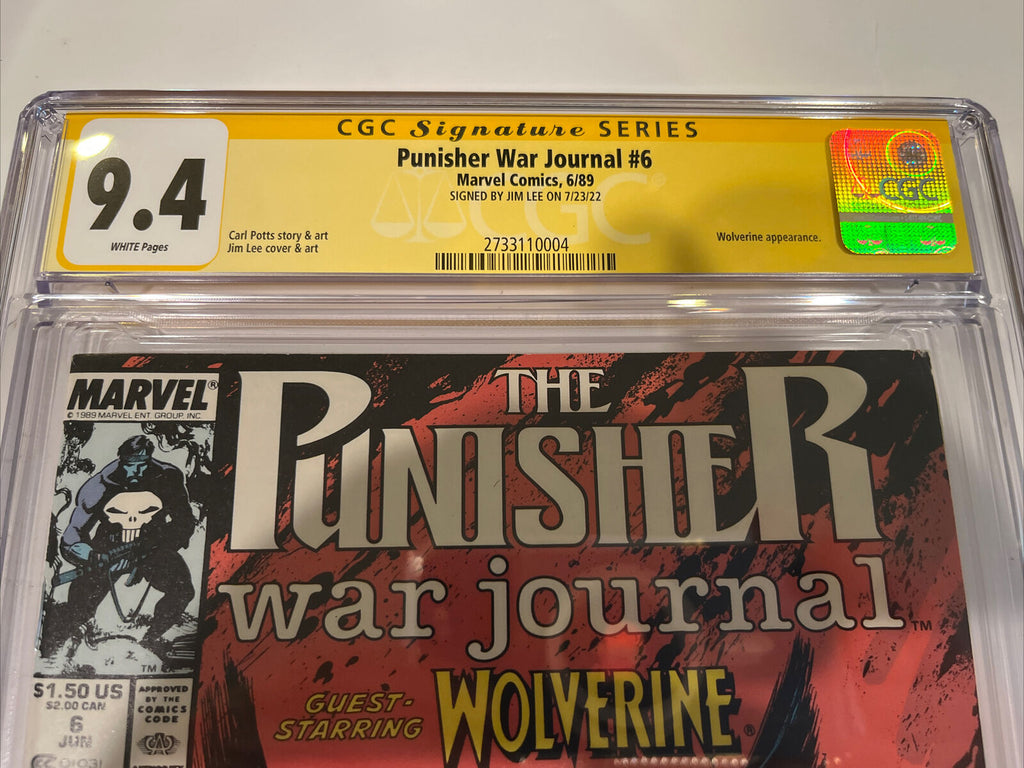 CGC Signature SERIES
Punisher War Journal #6
Marvel Comics, 6/89
SIGNED BY JIM LEE ON 7/23/22
9.4
WHITE Pages
Carl Potts story & art
Jim Lee cover & art
2733110004
Wolverine appearance.
CGC
CGC®
MARVEL®
© 1989 MARVEL ENT. GROUP, INC.
THE
PUNISHER
war journal™
TM
$1.50 US
$2.00 CAN
6
JUN
APPROVED
BY THE
COMICS
CODE
GUEST-
STARRING
WOLVERINE®